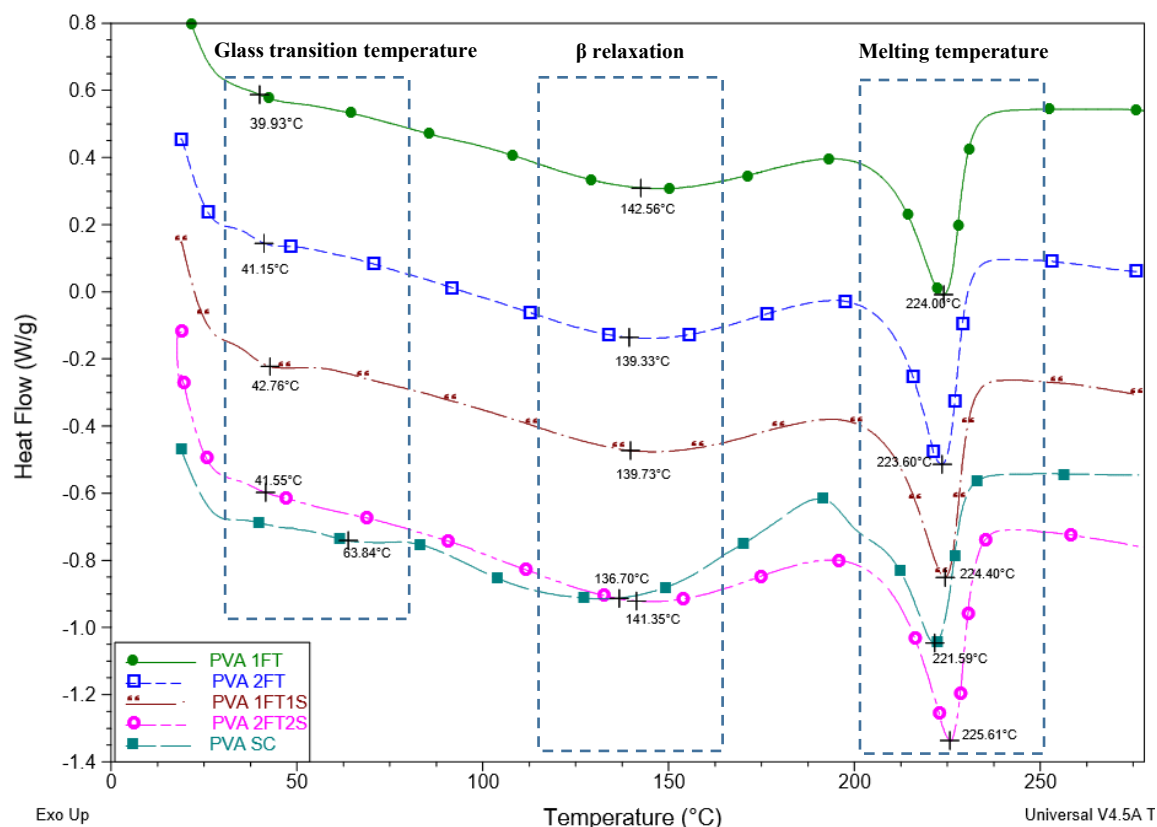 Glass transition temperature
β relaxation
Melting temperature
0.8
0.6
0.4
0.2
0.0
-0.2
-0.4
-0.6
-0.8
-1.0
-1.2
-1.4
Heat Flow (W/g)
39.93°C
142.56°C
224.00°C
41.15°C
139.33°C
223.60°C
42.76°C
139.73°C
224.40°C
41.55°C
63.84°C
136.70°C
141.35°C
221.59°C
225.61°C
PVA 1FT
PVA 2FT
PVA 1FT1S
PVA 2FT2S
PVA SC
0
50
100
150
200
250
Exo Up
Temperature (°C)
Universal V4.5A T